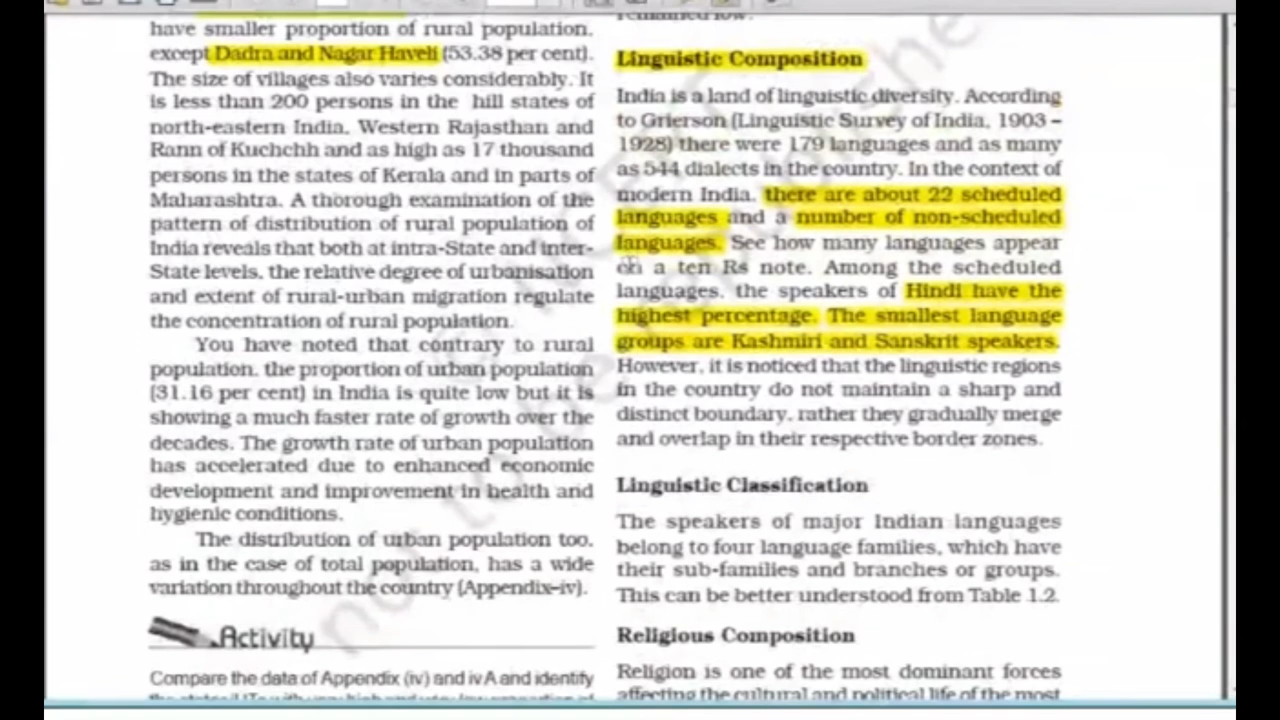 have smaller proportion of rural population,
except Dadra and Nagar Haveli (53.38 per cent).
The size of villages also varies considerably. It
is less than 200 persons in the hill states of
north-eastern India, Western Rajasthan and
Rann of Kuchchh and as high as 17 thousand
persons in the states of Kerala and in parts of
Maharashtra. A thorough examination of the
pattern of distribution of rural population of
India reveals that both at intra-State and inter-
State levels, the relative degree of urbanisation
and extent of rural-urban migration regulate
the concentration of rural population.
You have noted that contrary to rural
population, the proportion of urban population
(31.16 per cent) in India is quite low but it is
showing a much faster rate of growth over the
decades. The growth rate of urban population
has accelerated due to enhanced economic
development and improvement in health and
hygienic conditions.
The distribution of urban population too,
as in the case of total population, has a wide
variation throughout the country (Appendix-iv).
Activity
Compare the data of Appendix (iv) and iv A and identify
remained low.
Linguistic Composition
India is a land of linguistic diversity. According
to Grierson (Linguistic Survey of India, 1903 –
1928) there were 179 languages and as many
as 544 dialects in the country. In the context of
modern India, there are about 22 scheduled
languages and a number of non-scheduled
languages. See how many languages appear
on a ten Rs note. Among the scheduled
languages, the speakers of Hindi have the
highest percentage. The smallest language
groups are Kashmiri and Sanskrit speakers.
However, it is noticed that the linguistic regions
in the country do not maintain a sharp and
distinct boundary, rather they gradually merge
and overlap in their respective border zones.
Linguistic Classification
The speakers of major Indian languages
belong to four language families, which have
their sub-families and branches or groups.
This can be better understood from Table 1.2.
Religious Composition
Religion is one of the most dominant forces
affecting the cultural and political life of the most